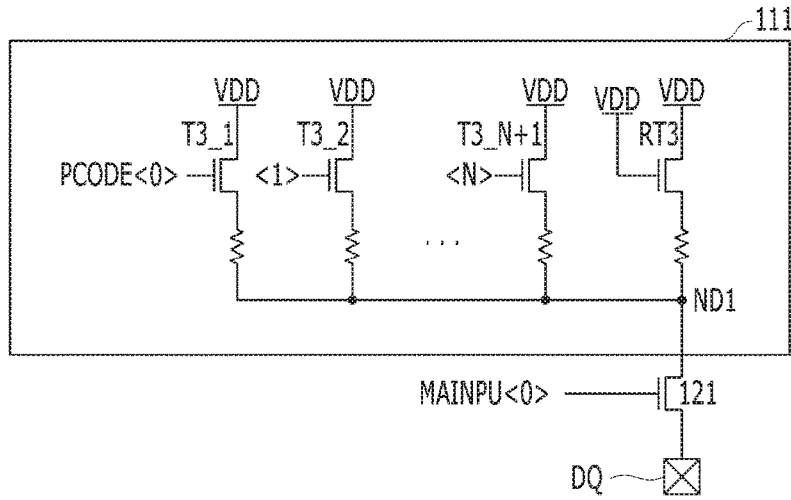 111
VDD VDD VDD VDD VDD
T3_1 T3_2 T3_N+1 RT3
PCODE<0> <1> <N>
...
ND1
MAINPU<0> 121
DQ